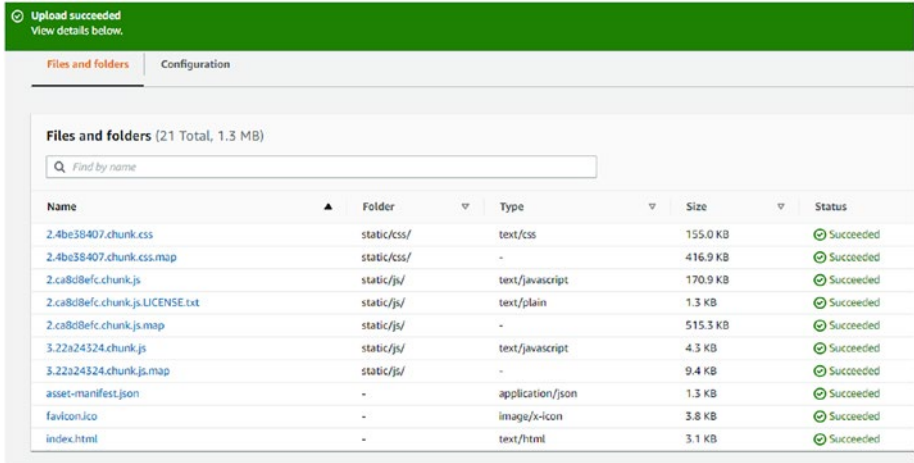 Upload succeeded
View details below.
Files and folders Configuration
Files and folders (21 Total, 1.3 MB)
Find by name
Name Folder Type Size Status
2.4be38407.chunk.css static/css/ text/css 155.0 KB Succeeded
2.4be38407.chunk.css.map static/css/ - 416.9 KB Succeeded
2.ca8d8efc.chunk.js static/js/ text/javascript 170.9 KB Succeeded
2.ca8d8efc.chunk.js.LICENSE.txt static/js/ text/plain 1.3 KB Succeeded
2.ca8d8efc.chunk.js.map static/js/ - 515.3 KB Succeeded
3.22a24324.chunk.js static/js/ text/javascript 4.3 KB Succeeded
3.22a24324.chunk.js.map static/js/ - 9.4 KB Succeeded
asset-manifest.json - application/json 1.3 KB Succeeded
favicon.ico - image/x-icon 3.8 KB Succeeded
index.html - text/html 3.1 KB Succeeded